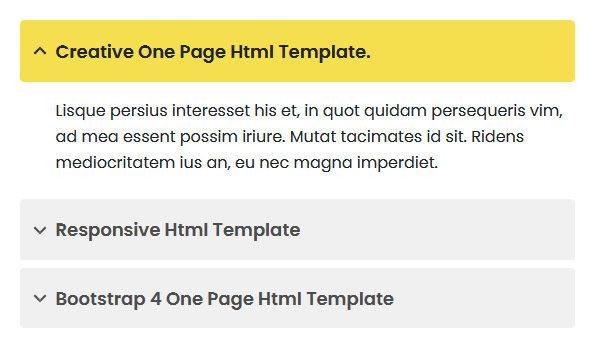 Creative One Page Html Template.
Lisque persius interesset his et, in quot quidam persequeris vim,
ad mea essent possim iriure. Mutat tacimates id sit. Ridens
mediocritatem ius an, eu nec magna imperdiet.
Responsive Html Template
Bootstrap 4 One Page Html Template